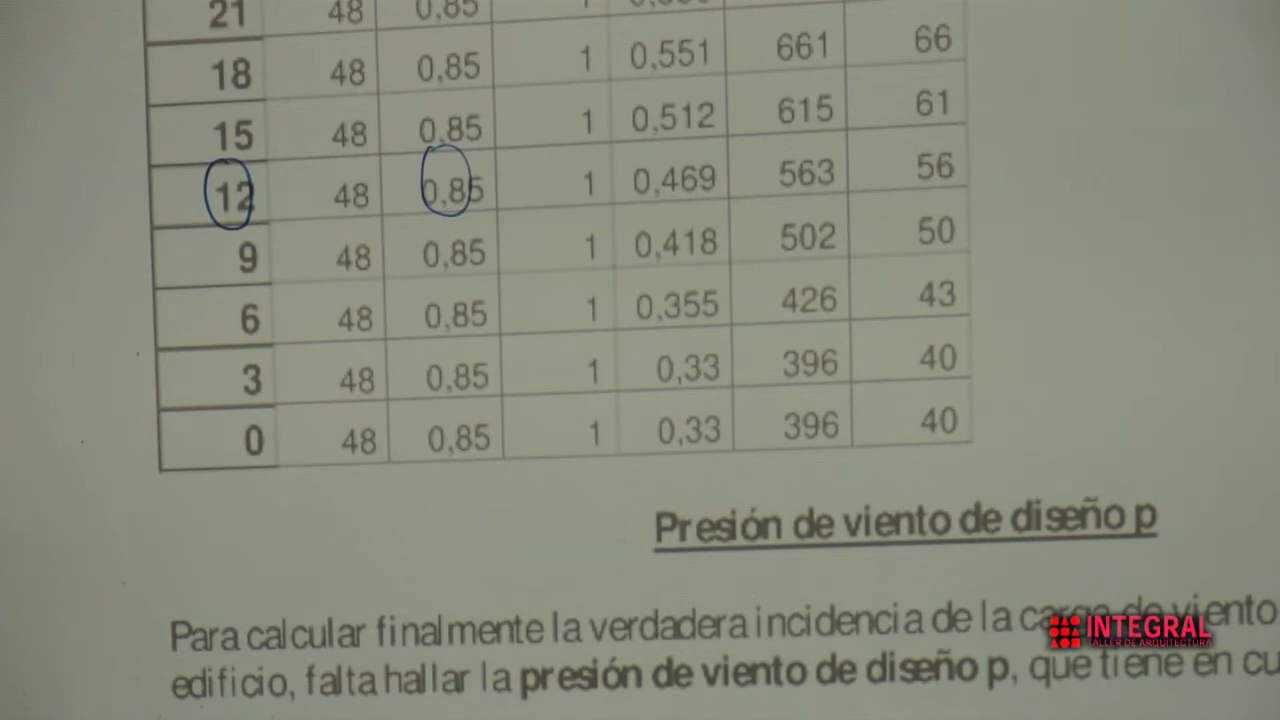 21 48 0,85 1
18 48 0,85 1 0,551 661 66
15 48 0,85 1 0,512 615 61
12 48 0,85 1 0,469 563 56
9 48 0,85 1 0,418 502 50
6 48 0,85 1 0,355 426 43
3 48 0,85 1 0,33 396 40
0 48 0,85 1 0,33 396 40
Presión de viento de diseño p
Para calcular finalmente la verdadera incidencia de la carga de viento
edificio, falta hallar la presión de viento de diseño p, que tiene en cu
INTEGRAL
TALLER DE ARQUITECTURA